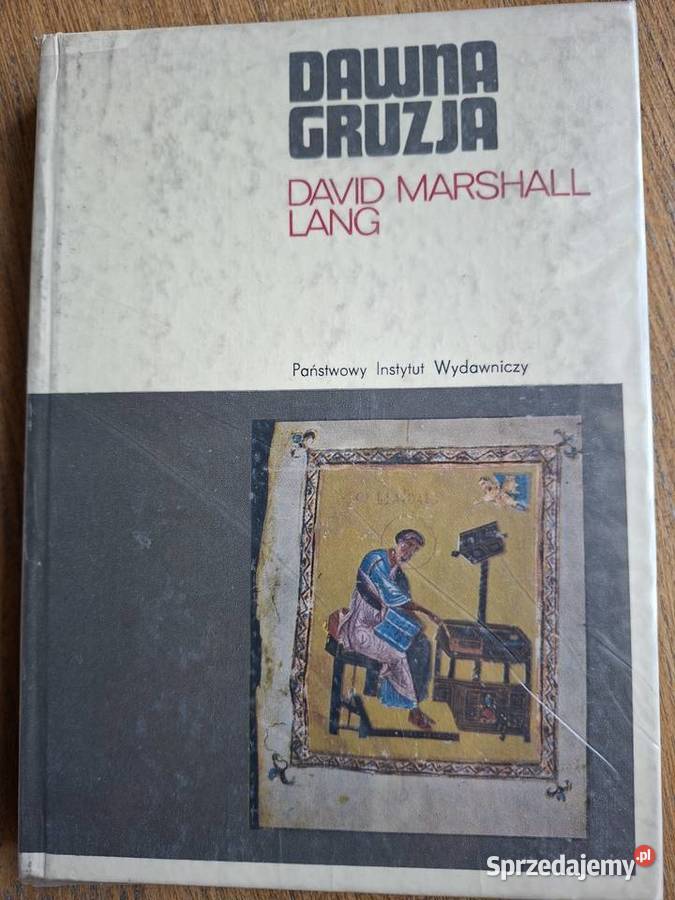 DAWNA
GRUZJA
DAVID MARSHALL
LANG
Państwowy Instytut Wydawniczy
Sprzedajemy.pl